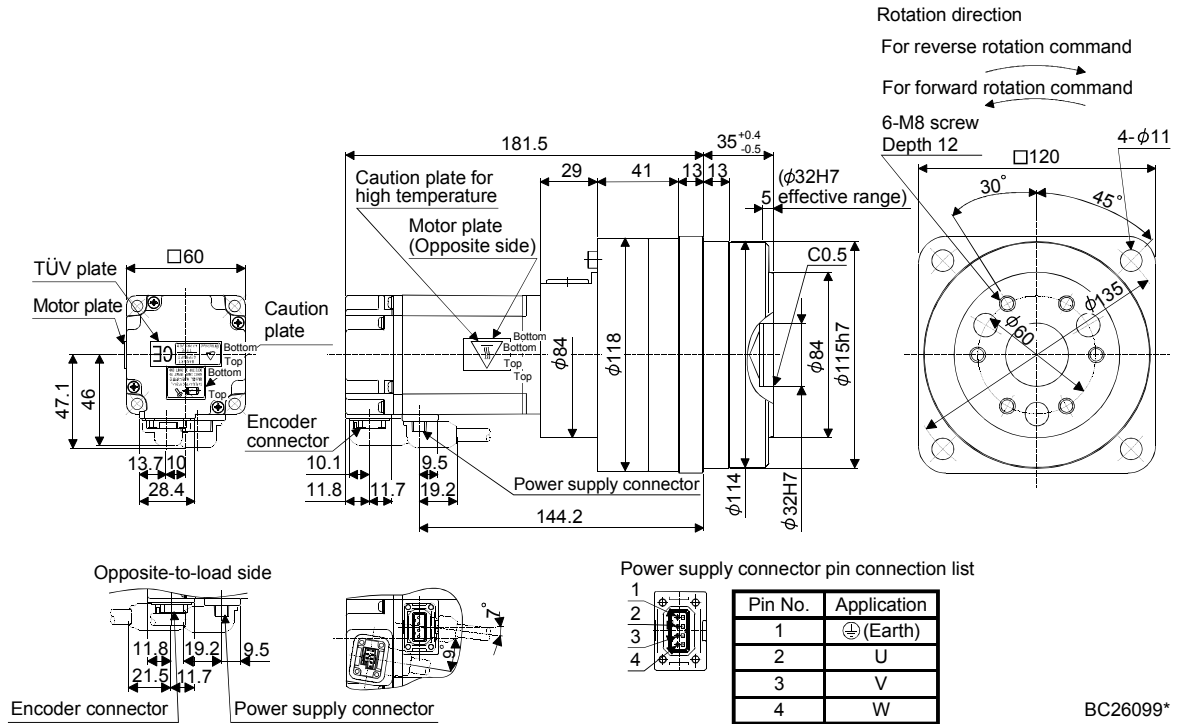 Rotation direction
For reverse rotation command
For forward rotation command
6-M8 screw
Depth 12
4-ϕ11
□120
30°
45°
ϕ135
ϕ60
181.5
35 +0.4 -0.5
29
41
13
13
5
(ϕ32H7
effective range)
Caution plate for
high temperature
Motor plate
(Opposite side)
C0.5
Bottom
Bottom
Top
Top
ϕ84
ϕ118
ϕ84
ϕ115h7
ϕ114
ϕ32H7
□60
TÜV plate
Motor plate
Caution
plate
Bottom
Top
Bottom
Top
47.1
46
13.7
10
28.4
Encoder
connector
10.1
11.8
11.7
9.5
19.2
Power supply connector
144.2
Opposite-to-load side
11.8
19.2
9.5
21.5
11.7
Encoder connector
Power supply connector
7°
9°
Power supply connector pin connection list
1
2
3
4
Pin No. Application
1 ⏚ (Earth)
2 U
3 V
4 W
BC26099*